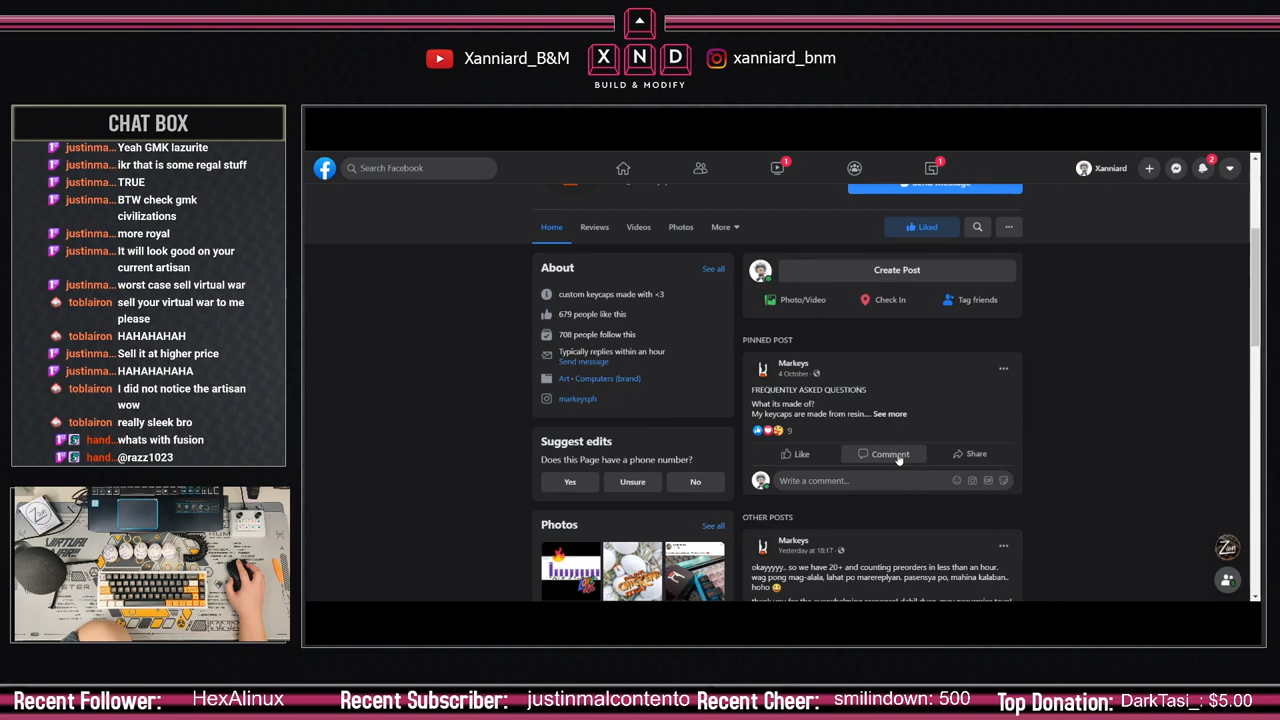 Xanniard_B&M
X N D
BUILD & MODIFY
xanniard_bnm
CHAT BOX
justinma... Yeah GMK lazurite
justinma... ikr that is some regal stuff
justinma... TRUE
justinma... BTW check gmk
civilizations
justinma... more royal
justinma... It will look good on your
current artisan
justinma... worst case sell virtual war
toblairon sell your virtual war to me
please
toblairon HAHAHAHAH
justinma... Sell it at higher price
justinma... HAHAHAHAHA
toblairon I did not notice the artisan
wow
toblairon really sleek bro
hand... whats with fusion
hand... @razz1023
Search Facebook
1
1
Xanniard
2
Home
Reviews
Videos
Photos
More
Liked
About
See all
custom keycaps made with <3
679 people like this
708 people follow this
Typically replies within an hour
Send message
Art · Computers (brand)
markeysph
Suggest edits
Does this Page have a phone number?
Yes
Unsure
No
Photos
See all
Create Post
Photo/Video
Check In
Tag friends
PINNED POST
Markeys
4 October ·
FREQUENTLY ASKED QUESTIONS
What its made of?
My keycaps are made from resin.... See more
9
Like
Comment
Share
Write a comment...
OTHER POSTS
Markeys
Yesterday at 18:17 ·
okayyyyy.. so we have 20+ and counting preorders in less than an hour.
wag pong mag-alala, lahat po marereplyan. pasensya po, mahina kalaban..
hoho
Recent Follower: HexAlinux
Recent Subscriber: justinmalcontento
Recent Cheer: smilindown: 500
Top Donation: DarkTasi_: $5.00